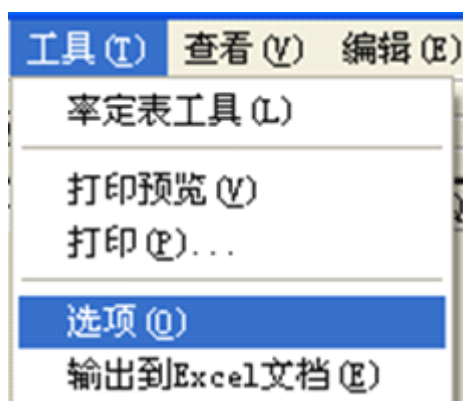 工具(T) 查看(V) 编辑(E)
率定表工具(L)
打印预览(V)
打印(P)...
选项(O)
输出到Excel文档(E)